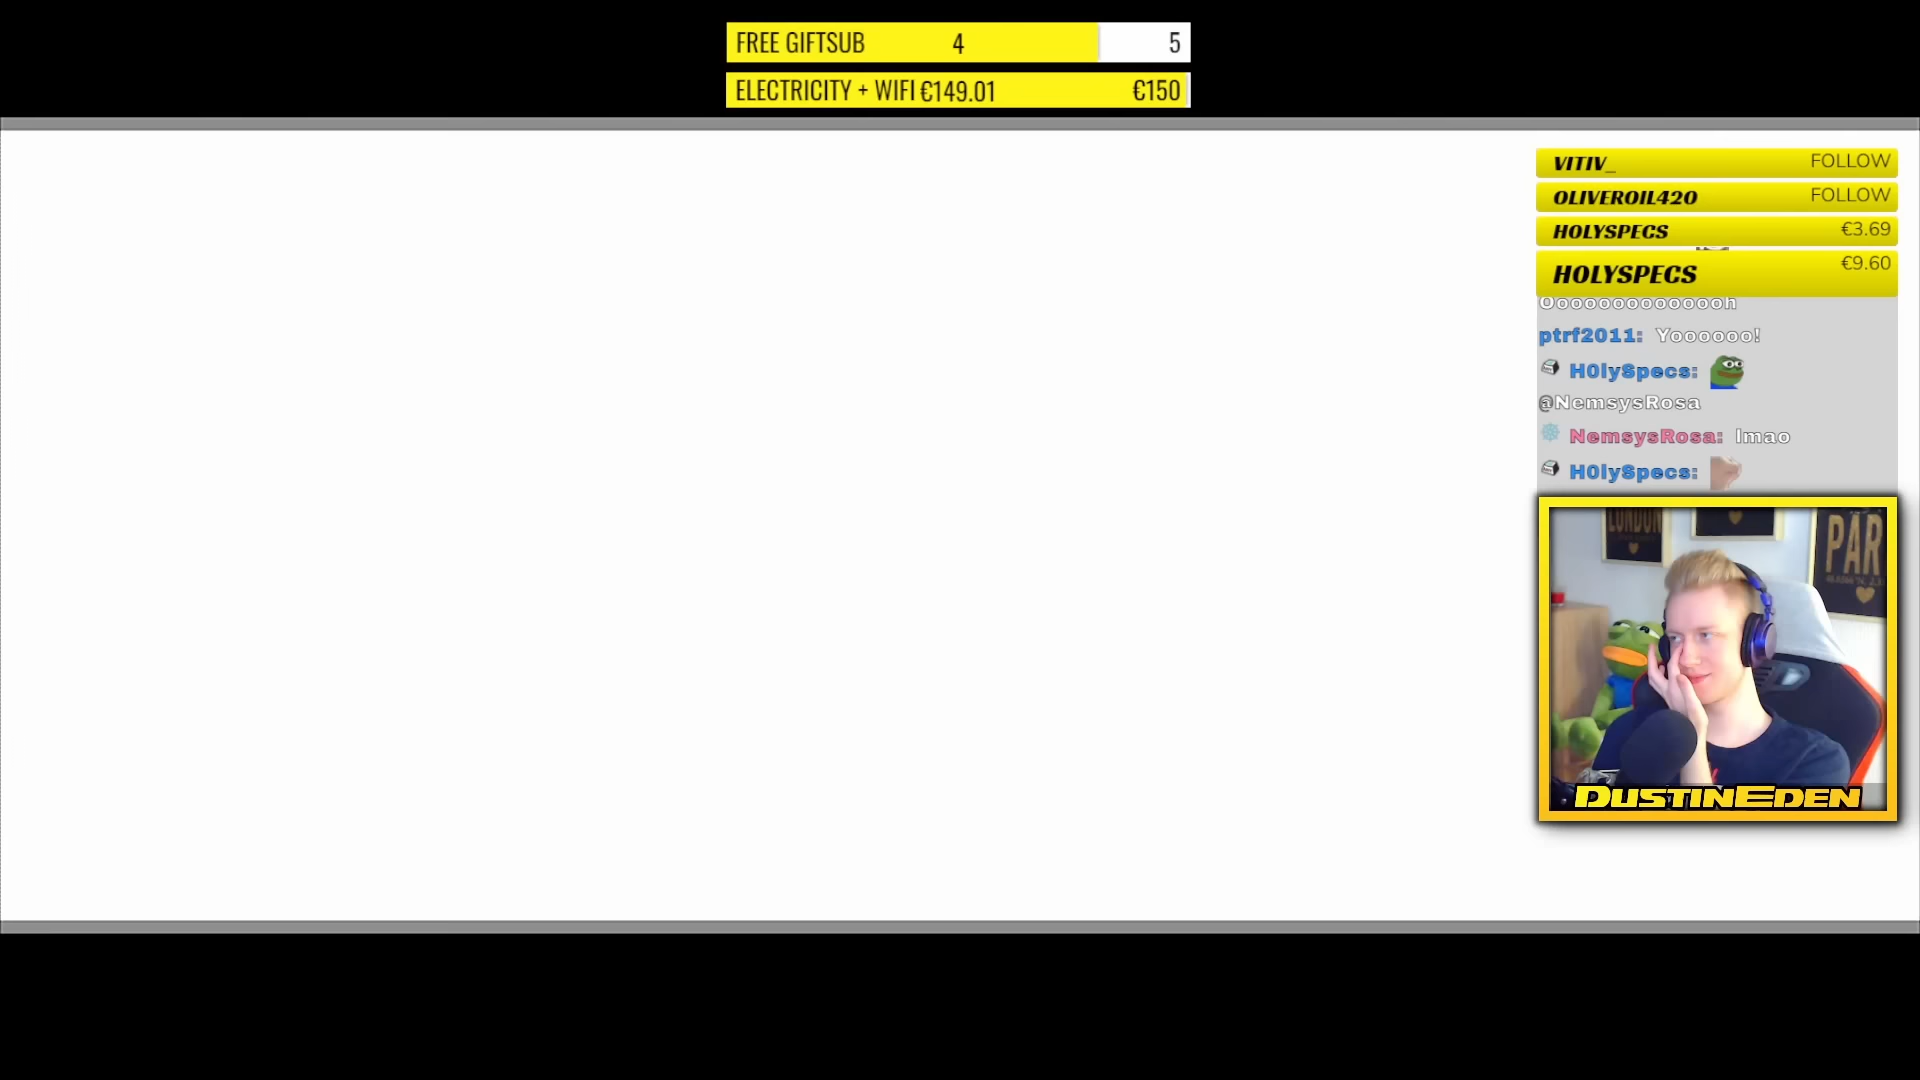 FREE GIFTSUB 4 5
ELECTRICITY + WIFI €149.01 €150
VITIV_ FOLLOW
OLIVEROIL420 FOLLOW
HOLYSPECS €3.69
HOLYSPECS €9.60
Oooooooooooooh
ptrf2011: Yoooooo!
H0lySpecs:
@NemsysRosa
NemsysRosa: lmao
H0lySpecs:
LONDON
PAR
DUSTINEDEN